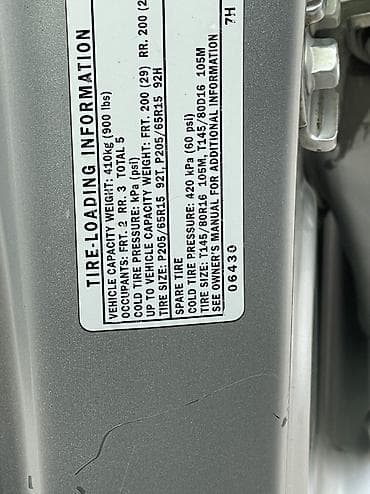 TIRE-LOADING INFORMATION
VEHICLE CAPACITY WEIGHT: 410kg (900 lbs)
OCCUPANTS: FRT. 2 RR. 3 TOTAL 5
COLD TIRE PRESSURE: kPa (psi)
UP TO VEHICLE CAPACITY WEIGHT: FRT. 200 (29) RR. 200 (2
TIRE SIZE: P205/65R15 92T, P205/65R15 92H
SPARE TIRE
COLD TIRE PRESSURE: 420 kPa (60 psi)
TIRE SIZE: T145/80R16 105M, T145/80D16 105M
SEE OWNER'S MANUAL FOR ADDITIONAL INFORMATION
06430 7H